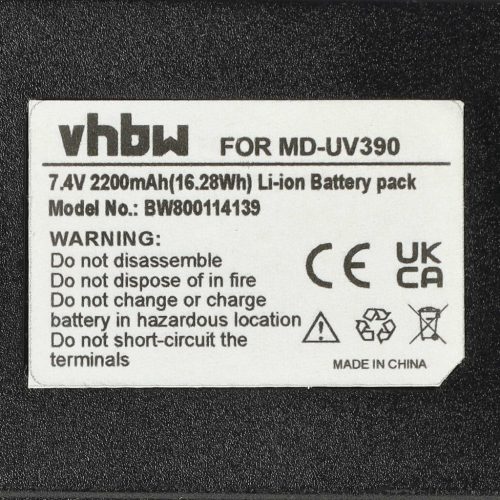 vhbw FOR MD-UV390
7.4V 2200mAh(16.28Wh) Li-ion Battery pack
Model No.: BW800114139
WARNING:
Do not disassemble
Do not dispose of in fire
Do not change or charge
battery in hazardous location
Do not short-circuit the
terminals
CE
UK
CA
MADE IN CHINA